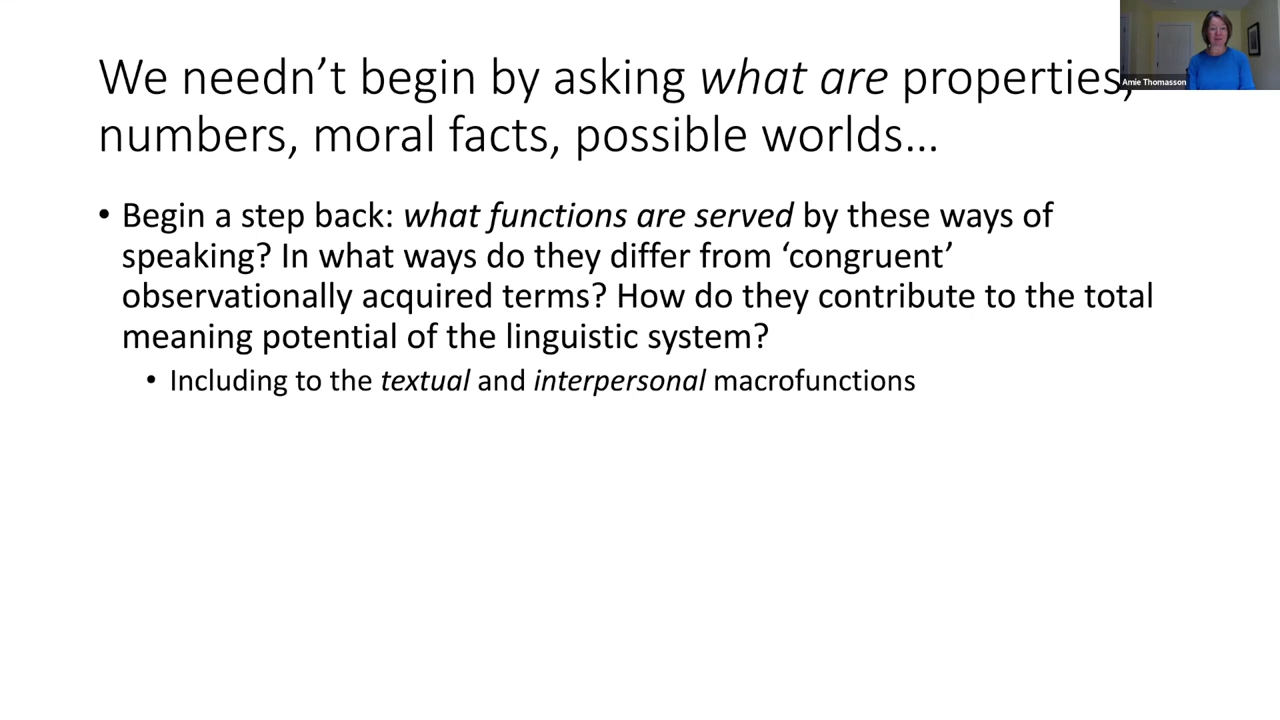 We needn't begin by asking what are properties,
numbers, moral facts, possible worlds…
Amie Thomasson
• Begin a step back: what functions are served by these ways of
speaking? In what ways do they differ from ‘congruent’
observationally acquired terms? How do they contribute to the total
meaning potential of the linguistic system?
• Including to the textual and interpersonal macrofunctions